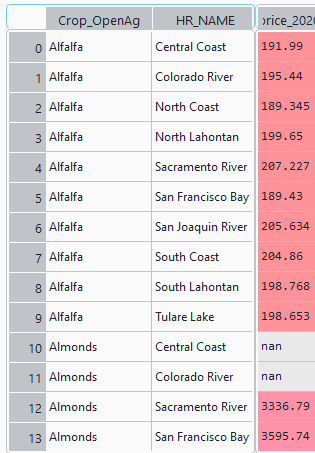 Crop_OpenAg HR_NAME price_2020
0 Alfalfa Central Coast 191.99
1 Alfalfa Colorado River 195.44
2 Alfalfa North Coast 189.345
3 Alfalfa North Lahontan 199.65
4 Alfalfa Sacramento River 207.227
5 Alfalfa San Francisco Bay 189.43
6 Alfalfa San Joaquin River 205.634
7 Alfalfa South Coast 204.86
8 Alfalfa South Lahontan 198.768
9 Alfalfa Tulare Lake 198.653
10 Almonds Central Coast nan
11 Almonds Colorado River nan
12 Almonds Sacramento River 3336.79
13 Almonds San Francisco Bay 3595.74